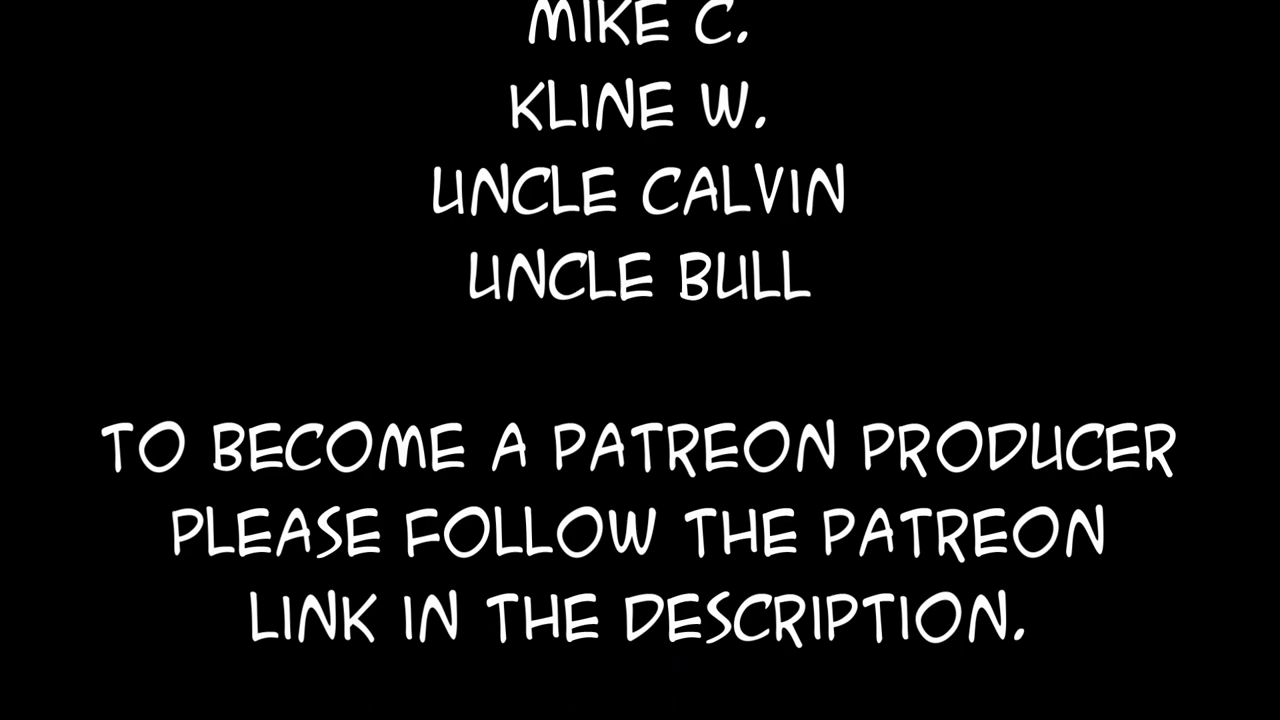 MIKE C.
KLINE W.
UNCLE CALVIN
UNCLE BULL
TO BECOME A PATREON PRODUCER
PLEASE FOLLOW THE PATREON
LINK IN THE DESCRIPTION.